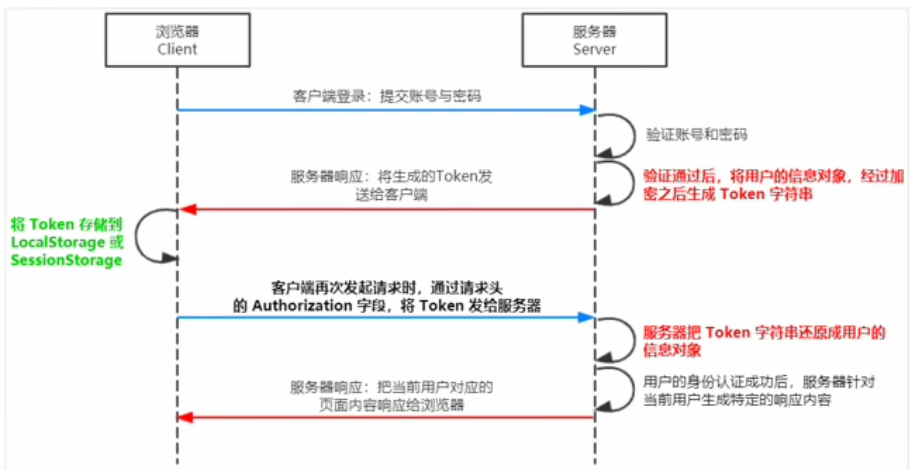 浏览器
Client
服务器
Server
客户端登录：提交账号与密码
验证账号和密码
服务器响应：将生成的Token发
送给客户端
验证通过后，将用户的信息对象，经过加
密之后生成 Token 字符串
将 Token 存储到
LocalStorage 或
SessionStorage
客户端再次发起请求时，通过请求头
的 Authorization 字段，将 Token 发给服务器
服务器把 Token 字符串还原成用户的
信息对象
用户的身份认证成功后，服务器针对
当前用户生成特定的响应内容
服务器响应：把当前用户对应的
页面内容响应给浏览器